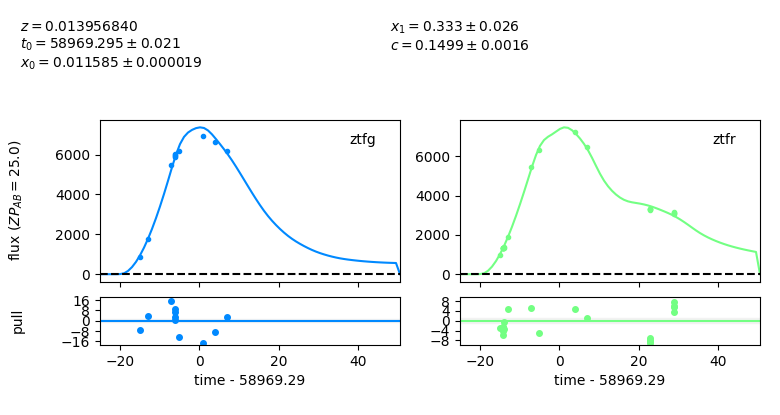 z = 0.013956840
t₀ = 58969.295 ± 0.021
x₀ = 0.011585 ± 0.000019
x₁ = 0.333 ± 0.026
c = 0.1499 ± 0.0016
flux (ZP_AB = 25.0)
6000
4000
2000
0
ztfg
6000
4000
2000
0
ztfr
pull
16
8
0
−8
−16
−20 0 20 40
time - 58969.29
8
4
0
−4
−8
−20 0 20 40
time - 58969.29